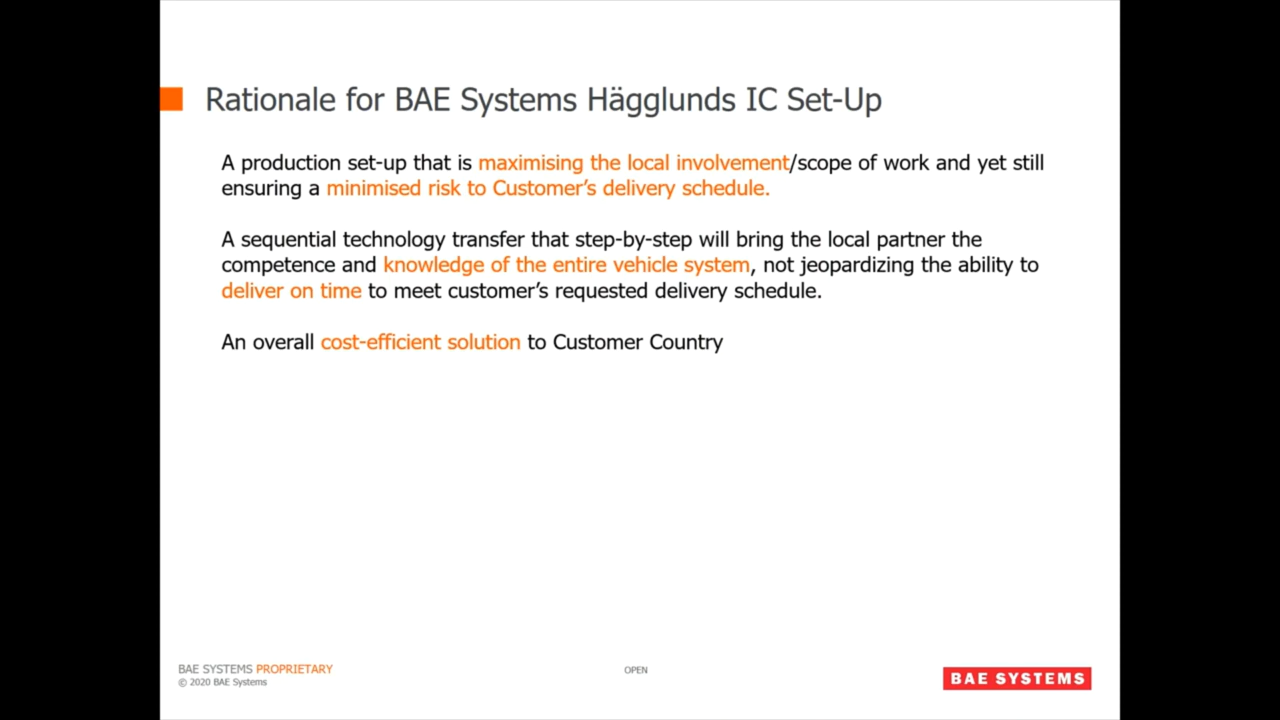 Rationale for BAE Systems Hägglunds IC Set-Up
A production set-up that is maximising the local involvement/scope of work and yet still
ensuring a minimised risk to Customer’s delivery schedule.
A sequential technology transfer that step-by-step will bring the local partner the
competence and knowledge of the entire vehicle system, not jeopardizing the ability to
deliver on time to meet customer’s requested delivery schedule.
An overall cost-efficient solution to Customer Country
BAE SYSTEMS PROPRIETARY
© 2020 BAE Systems
OPEN
BAE SYSTEMS